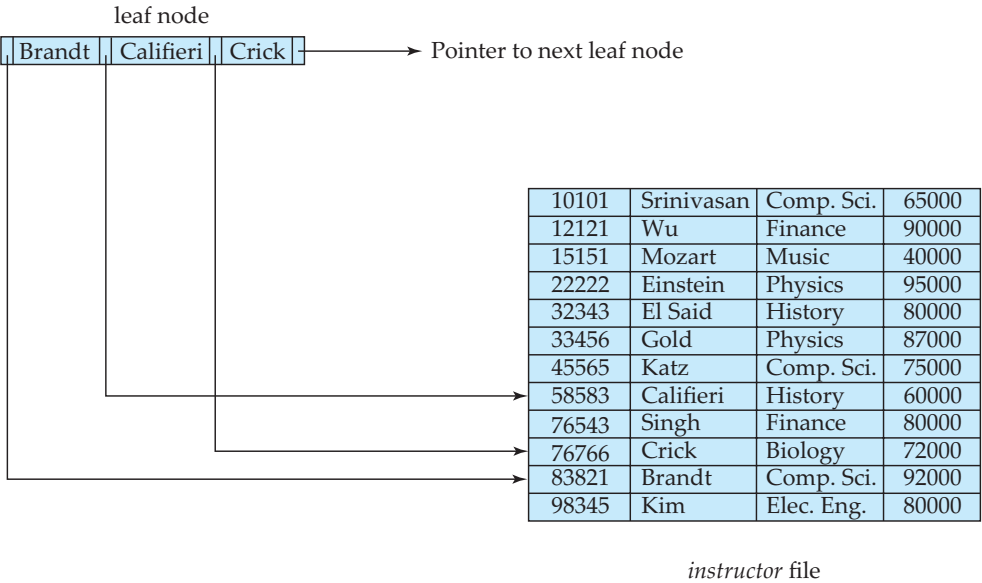 leaf node
Brandt Califieri Crick
Pointer to next leaf node
10101 Srinivasan Comp. Sci. 65000
12121 Wu Finance 90000
15151 Mozart Music 40000
22222 Einstein Physics 95000
32343 El Said History 80000
33456 Gold Physics 87000
45565 Katz Comp. Sci. 75000
58583 Califieri History 60000
76543 Singh Finance 80000
76766 Crick Biology 72000
83821 Brandt Comp. Sci. 92000
98345 Kim Elec. Eng. 80000
instructor file